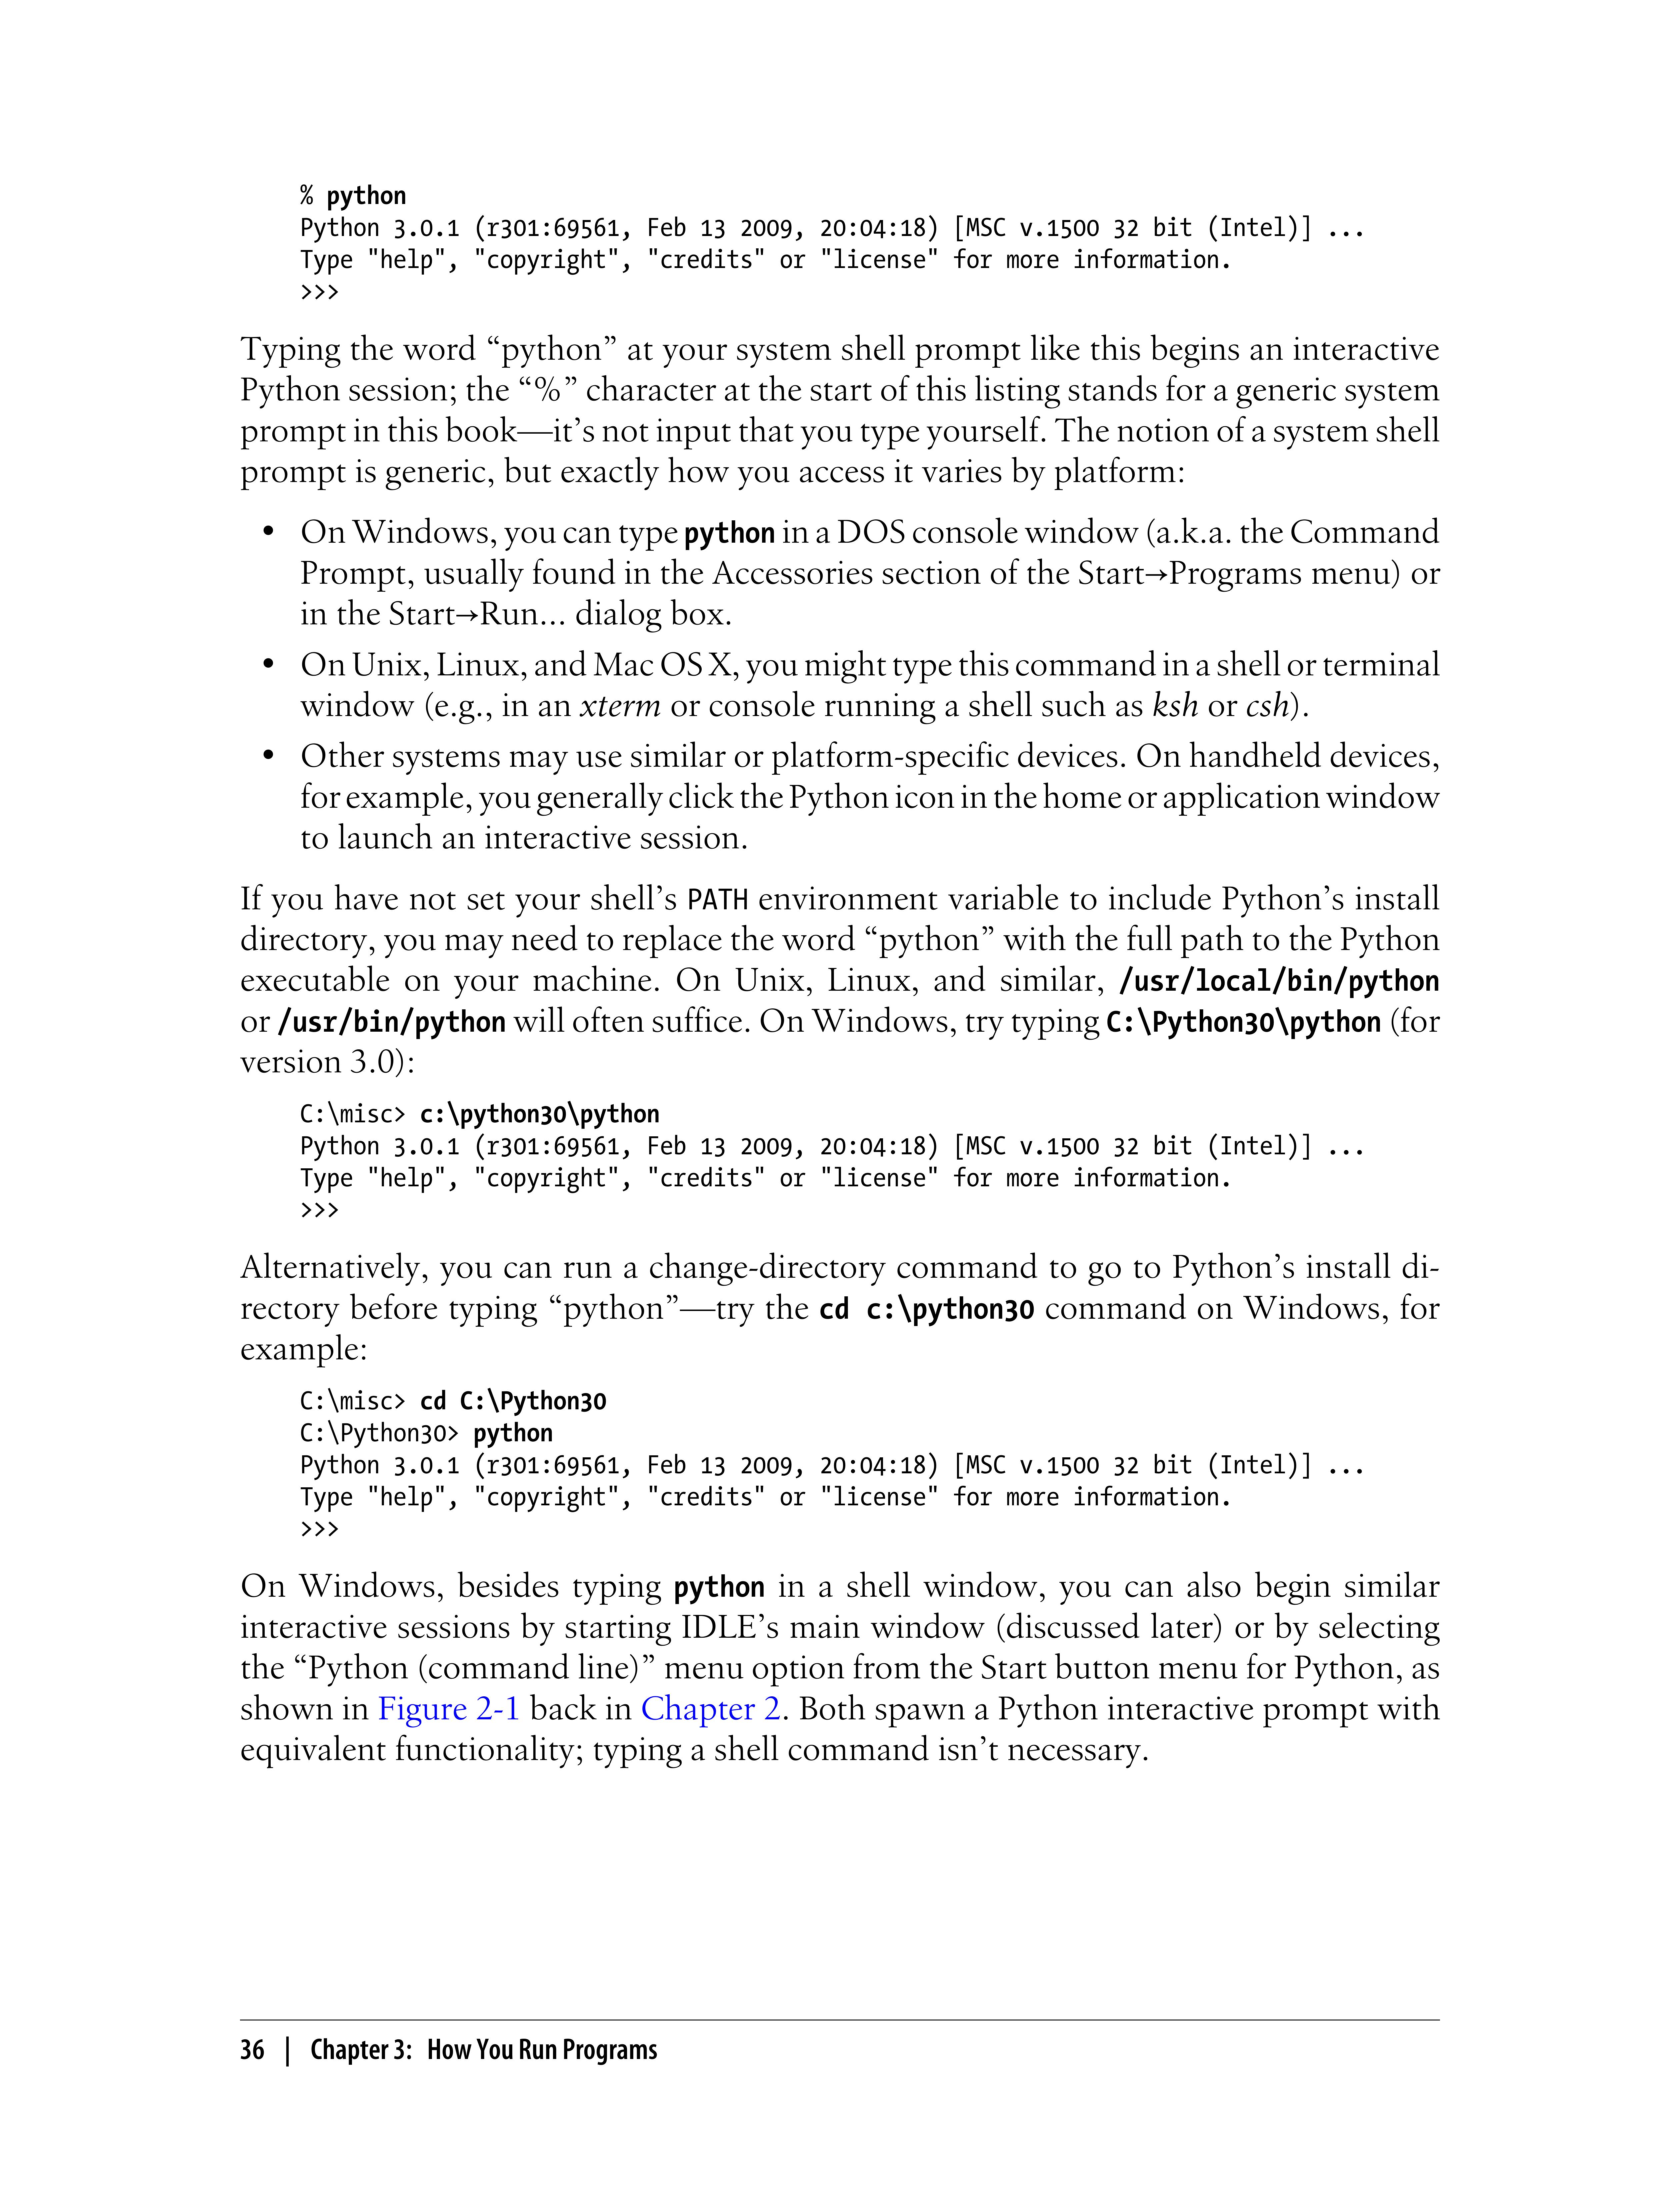 % python
Python 3.0.1 (r301:69561, Feb 13 2009, 20:04:18) [MSC v.1500 32 bit (Intel)] ...
Type "help", "copyright", "credits" or "license" for more information.
>>>
Typing the word “python” at your system shell prompt like this begins an interactive
Python session; the “%” character at the start of this listing stands for a generic system
prompt in this book—it’s not input that you type yourself. The notion of a system shell
prompt is generic, but exactly how you access it varies by platform:
• On Windows, you can type python in a DOS console window (a.k.a. the Command
Prompt, usually found in the Accessories section of the Start→Programs menu) or
in the Start→Run... dialog box.
• On Unix, Linux, and Mac OS X, you might type this command in a shell or terminal
window (e.g., in an xterm or console running a shell such as ksh or csh).
• Other systems may use similar or platform-specific devices. On handheld devices,
for example, you generally click the Python icon in the home or application window
to launch an interactive session.
If you have not set your shell’s PATH environment variable to include Python’s install
directory, you may need to replace the word “python” with the full path to the Python
executable on your machine. On Unix, Linux, and similar, /usr/local/bin/python
or /usr/bin/python will often suffice. On Windows, try typing C:\Python30\python (for
version 3.0):
C:\misc> c:\python30\python
Python 3.0.1 (r301:69561, Feb 13 2009, 20:04:18) [MSC v.1500 32 bit (Intel)] ...
Type "help", "copyright", "credits" or "license" for more information.
>>>
Alternatively, you can run a change-directory command to go to Python’s install di-
rectory before typing “python”—try the cd c:\python30 command on Windows, for
example:
C:\misc> cd C:\Python30
C:\Python30> python
Python 3.0.1 (r301:69561, Feb 13 2009, 20:04:18) [MSC v.1500 32 bit (Intel)] ...
Type "help", "copyright", "credits" or "license" for more information.
>>>
On Windows, besides typing python in a shell window, you can also begin similar
interactive sessions by starting IDLE’s main window (discussed later) or by selecting
the “Python (command line)” menu option from the Start button menu for Python, as
shown in Figure 2-1 back in Chapter 2. Both spawn a Python interactive prompt with
equivalent functionality; typing a shell command isn’t necessary.
36 | Chapter 3: How You Run Programs